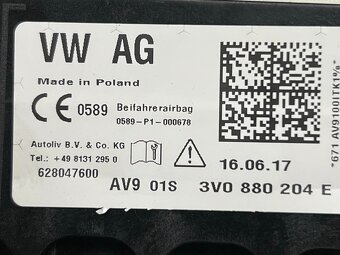 VW AG
Made in Poland
CE 0589 Beifahrerairbag
0589-P1-000678
Autoliv B.V. & Co. KG
Tel.: +49 8131 295 0
628047600
16.06.17
AV9 01S 3V0 880 204 E
*671 AV9100IITK1%*